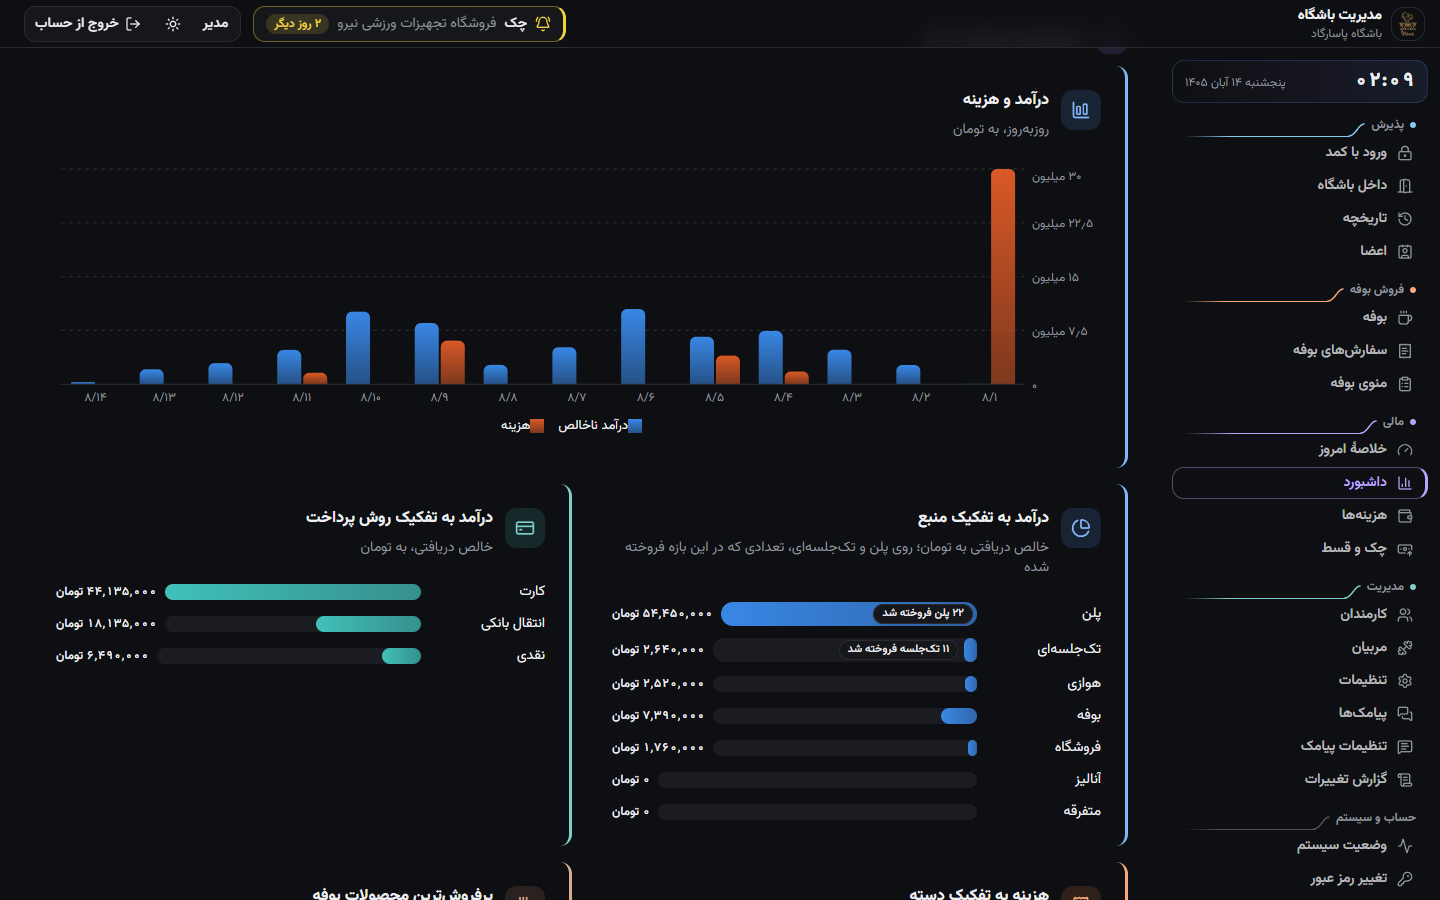 مدیریت باشگاه
باشگاه پاسارگاد
چک فروشگاه تجهیزات ورزشی نیرو ۲ روز دیگر
مدیر
خروج از حساب
۰۲:۰۹
پنجشنبه ۱۴ آبان ۱۴۰۵
پذیرش
ورود با کمد
داخل باشگاه
تاریخچه
اعضا
فروش بوفه
بوفه
سفارش‌های بوفه
منوی بوفه
مالی
خلاصهٔ امروز
داشبورد
هزینه‌ها
چک و قسط
مدیریت
کارمندان
مربیان
تنظیمات
پیامک‌ها
تنظیمات پیامک
گزارش تغییرات
حساب و سیستم
وضعیت سیستم
تغییر رمز عبور
درآمد و هزینه
روزبه‌روز، به تومان
۳۰ میلیون
۲۲٫۵ میلیون
۱۵ میلیون
۷٫۵ میلیون
۰
۸/۱ ۸/۲ ۸/۳ ۸/۴ ۸/۵ ۸/۶ ۸/۷ ۸/۸ ۸/۹ ۸/۱۰ ۸/۱۱ ۸/۱۲ ۸/۱۳ ۸/۱۴
درآمد ناخالص هزینه
درآمد به تفکیک منبع
خالص دریافتی به تومان؛ روی پلن و تک‌جلسه‌ای، تعدادی که در این بازه فروخته
شده
پلن ۲۲ پلن فروخته شد ۵۴,۴۵۰,۰۰۰ تومان
تک‌جلسه‌ای ۱۱ تک‌جلسه فروخته شد ۲,۶۴۰,۰۰۰ تومان
هوازی ۲,۵۲۰,۰۰۰ تومان
بوفه ۷,۳۹۰,۰۰۰ تومان
فروشگاه ۱,۷۶۰,۰۰۰ تومان
آنالیز ۰ تومان
متفرقه ۰ تومان
درآمد به تفکیک روش پرداخت
خالص دریافتی، به تومان
کارت ۴۴,۱۳۵,۰۰۰ تومان
انتقال بانکی ۱۸,۱۳۵,۰۰۰ تومان
نقدی ۶,۴۹۰,۰۰۰ تومان
هزینه به تفکیک دسته
پرفروش‌ترین محصولات بوفه